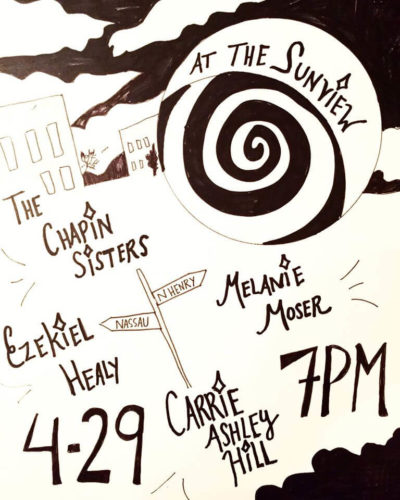 AT THE SUNVIEW
THE
CHAPIN
SISTERS
N HENRY
NASSAU
MELANIE
MOSER
EZEKIEL
HEALY
CARRIE
ASHLEY
HILL
4-29
7PM